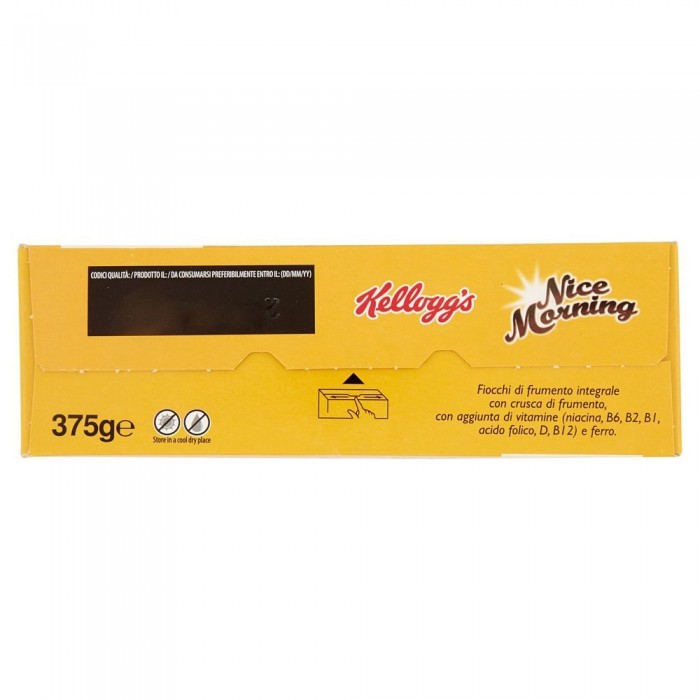 CODICI QUALITÀ: / PRODOTTO IL: / DA CONSUMARSI PREFERIBILMENTE ENTRO IL: (DD/MM/YY)
Kellogg's
Nice
Morning
375g℮
Store in a cool dry place
Fiocchi di frumento integrale
con crusca di frumento,
con aggiunta di vitamine (niacina, B6, B2, B1,
acido folico, D, B12) e ferro.